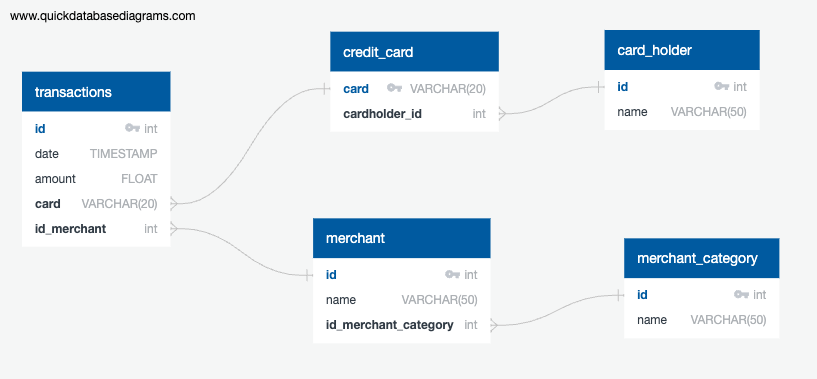 www.quickdatabasediagrams.com
transactions
id int
date TIMESTAMP
amount FLOAT
card VARCHAR(20)
id_merchant int
credit_card
card VARCHAR(20)
cardholder_id int
card_holder
id int
name VARCHAR(50)
merchant
id int
name VARCHAR(50)
id_merchant_category int
merchant_category
id int
name VARCHAR(50)